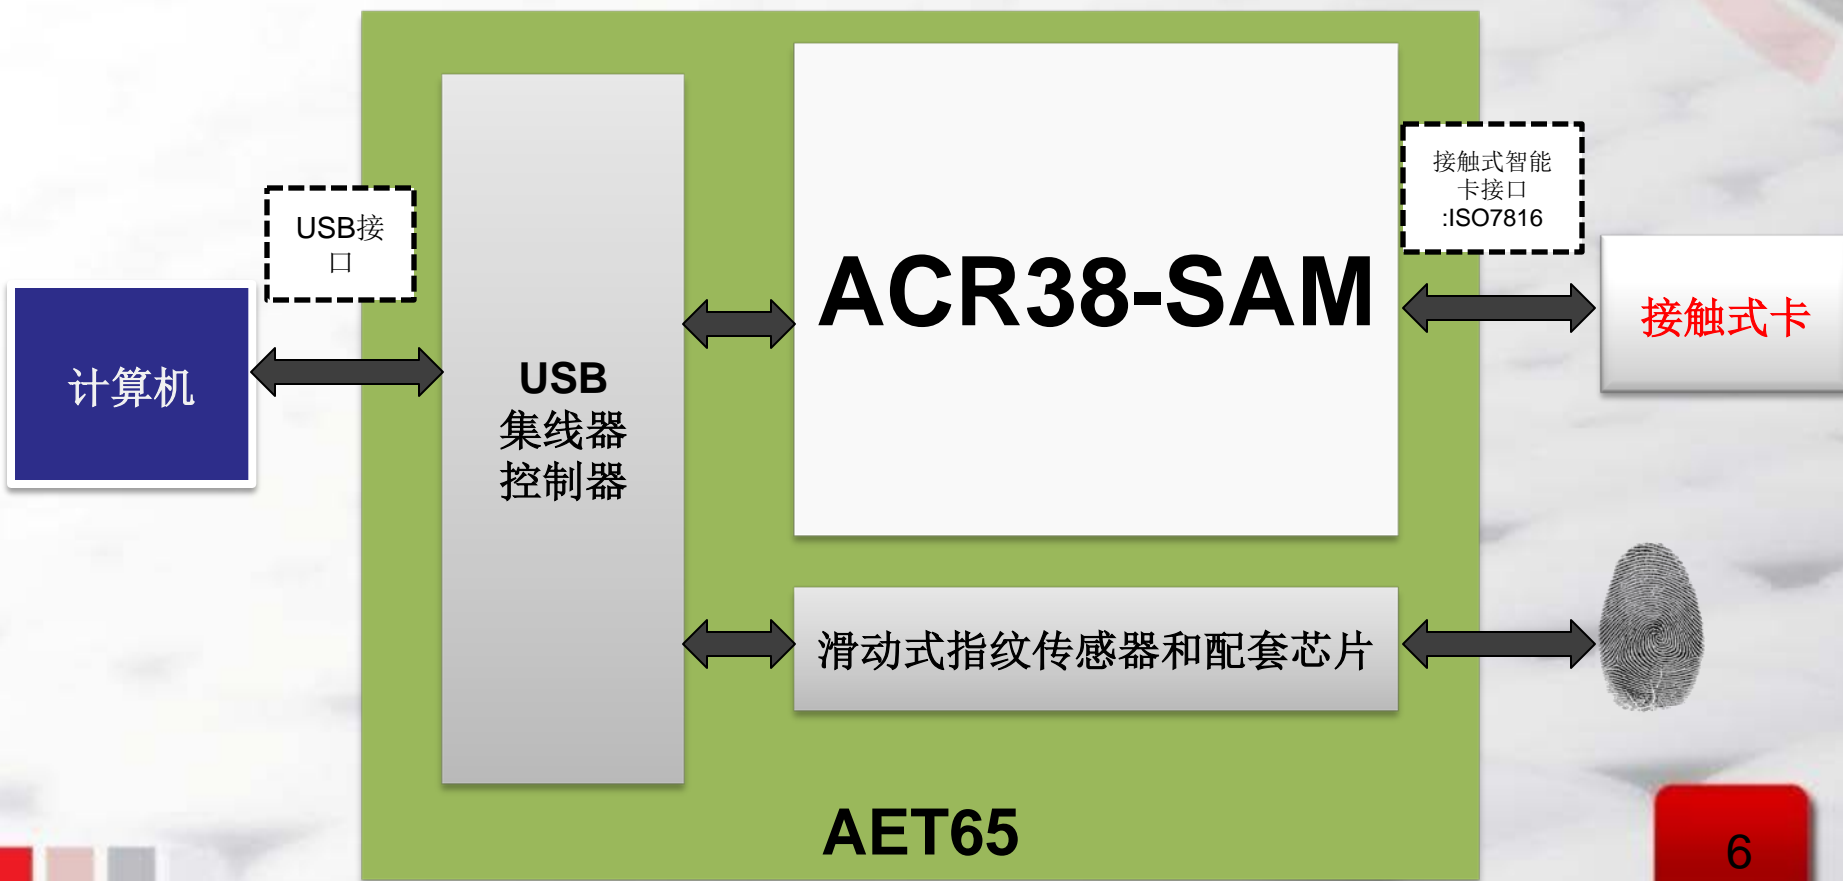 计算机
USB接
口
USB
集线器
控制器
ACR38-SAM
滑动式指纹传感器和配套芯片
接触式智能
卡接口
:ISO7816
接触式卡
AET65
6